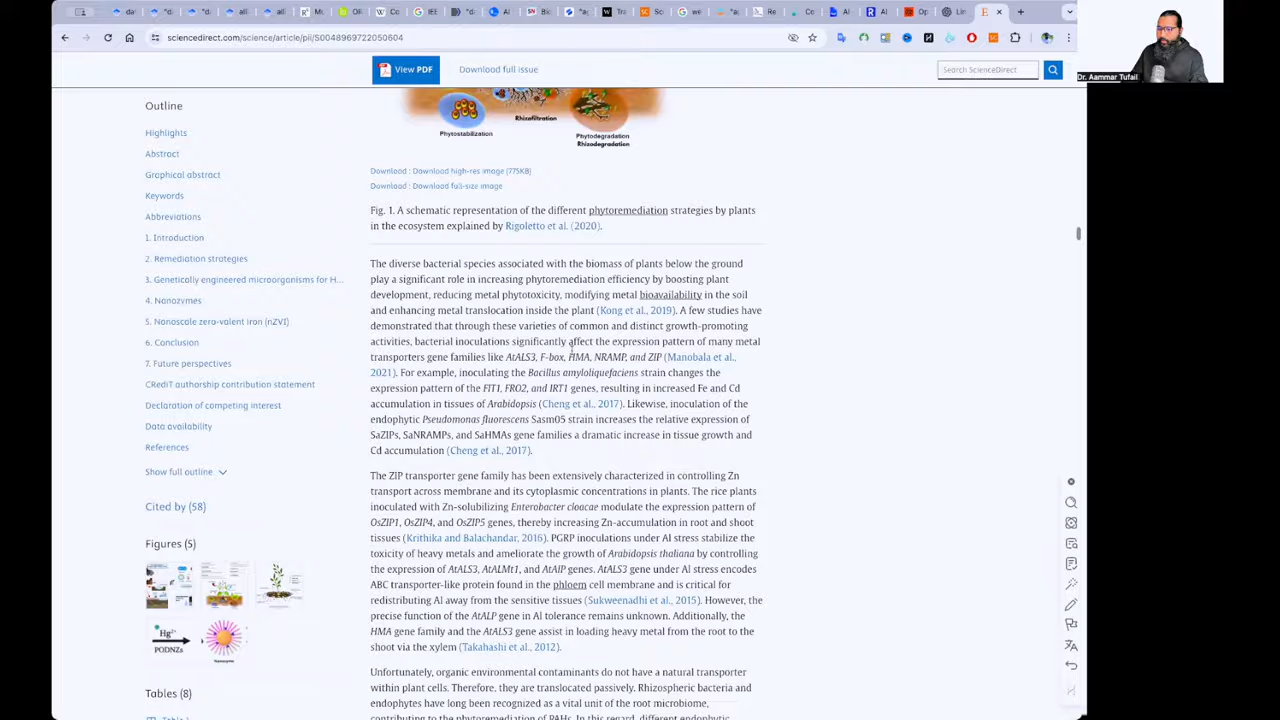 sciencedirect.com/science/article/pii/S0048969722050604
Dr. Aammar Tufail
View PDF
Download full issue
Search ScienceDirect
Outline
Highlights
Abstract
Graphical abstract
Keywords
Abbreviations
1. Introduction
2. Remediation strategies
3. Genetically engineered microorganisms for H...
4. Nanozymes
5. Nanoscale zero-valent iron (nZVI)
6. Conclusion
7. Future perspectives
CRediT authorship contribution statement
Declaration of competing interest
Data availability
References
Show full outline
Cited by (58)
Figures (5)
Hg²⁺
PODNZs
Nanozyme
Tables (8)
Phytostabilization
Rhizofiltration
Phytodegradation
Rhizodegradation
Download : Download high-res image (775KB)
Download : Download full-size image
Fig. 1. A schematic representation of the different phytoremediation strategies by plants
in the ecosystem explained by Rigoletto et al. (2020).
The diverse bacterial species associated with the biomass of plants below the ground
play a significant role in increasing phytoremediation efficiency by boosting plant
development, reducing metal phytotoxicity, modifying metal bioavailability in the soil
and enhancing metal translocation inside the plant (Kong et al., 2019). A few studies have
demonstrated that through these varieties of common and distinct growth-promoting
activities, bacterial inoculations significantly affect the expression pattern of many metal
transporters gene families like AtALS3, F-box, HMA, NRAMP, and ZIP (Manobala et al.,
2021). For example, inoculating the Bacillus amyloliquefaciens strain changes the
expression pattern of the FIT1, FRO2, and IRT1 genes, resulting in increased Fe and Cd
accumulation in tissues of Arabidopsis (Cheng et al., 2017). Likewise, inoculation of the
endophytic Pseudomonas fluorescens Sasm05 strain increases the relative expression of
SaZIPs, SaNRAMPs, and SaHMAs gene families a dramatic increase in tissue growth and
Cd accumulation (Cheng et al., 2017).
The ZIP transporter gene family has been extensively characterized in controlling Zn
transport across membrane and its cytoplasmic concentrations in plants. The rice plants
inoculated with Zn-solubilizing Enterobacter cloacae modulate the expression pattern of
OsZIP1, OsZIP4, and OsZIP5 genes, thereby increasing Zn-accumulation in root and shoot
tissues (Krithika and Balachandar, 2016). PGRP inoculations under Al stress stabilize the
toxicity of heavy metals and ameliorate the growth of Arabidopsis thaliana by controlling
the expression of AtALS3, AtALMt1, and AtAIP genes. AtALS3 gene under Al stress encodes
ABC transporter-like protein found in the phloem cell membrane and is critical for
redistributing Al away from the sensitive tissues (Sukweenadhi et al., 2015). However, the
precise function of the AtALP gene in Al tolerance remains unknown. Additionally, the
HMA gene family and the AtALS3 gene assist in loading heavy metal from the root to the
shoot via the xylem (Takahashi et al., 2012).
Unfortunately, organic environmental contaminants do not have a natural transporter
within plant cells. Therefore, they are translocated passively. Rhizospheric bacteria and
endophytes have long been recognized as a vital unit of the root microbiome,
contributing to the phytoremediation of PAHs. In this regard, different endophytic